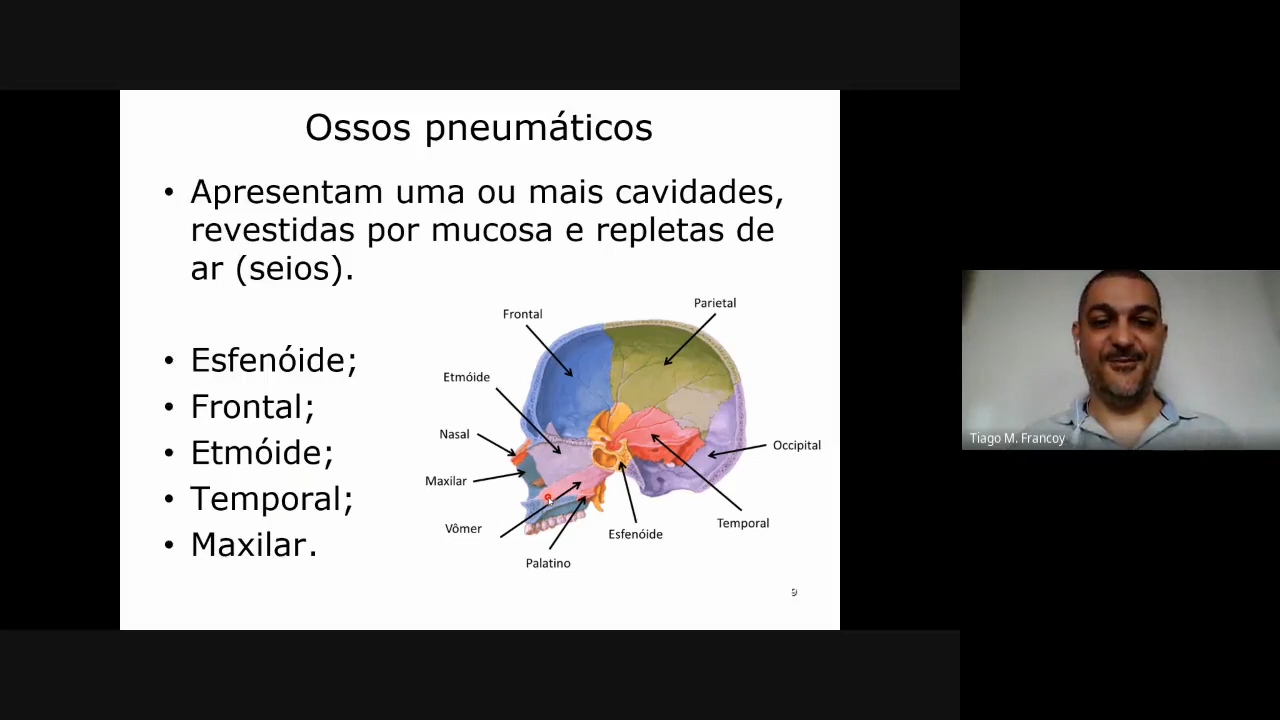 Ossos pneumáticos
• Apresentam uma ou mais cavidades,
revestidas por mucosa e repletas de
ar (seios).
• Esfenóide;
• Frontal;
• Etmóide;
• Temporal;
• Maxilar.
Parietal
Frontal
Etmóide
Nasal
Occipital
Maxilar
Vômer
Temporal
Esfenóide
Palatino
9
Tiago M. Francoy